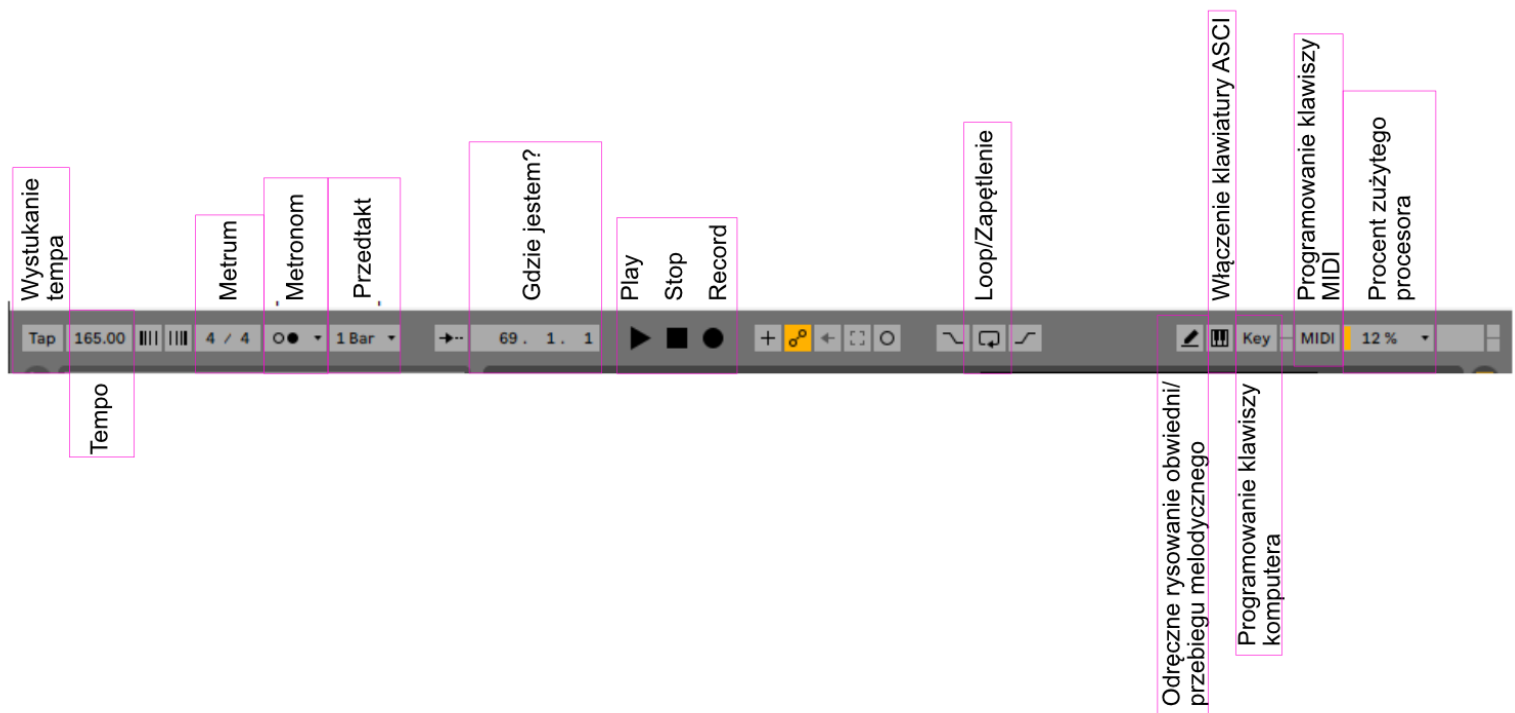 Wystukanie
tempa
Metrum
Metronom
Przedtakt
Gdzie jestem?
Play
Stop
Record
Loop/Zapętlenie
Włączenie klawiatury ASCI
Programowanie klawiszy
MIDI
Procent zużytego
procesora
Tap 165.00 4 / 4 1 Bar 69. 1. 1 Key MIDI 12 %
Tempo
Odręczne rysowanie obwiedni/
przebiegu melodycznego
Programowanie klawiszy
komputera